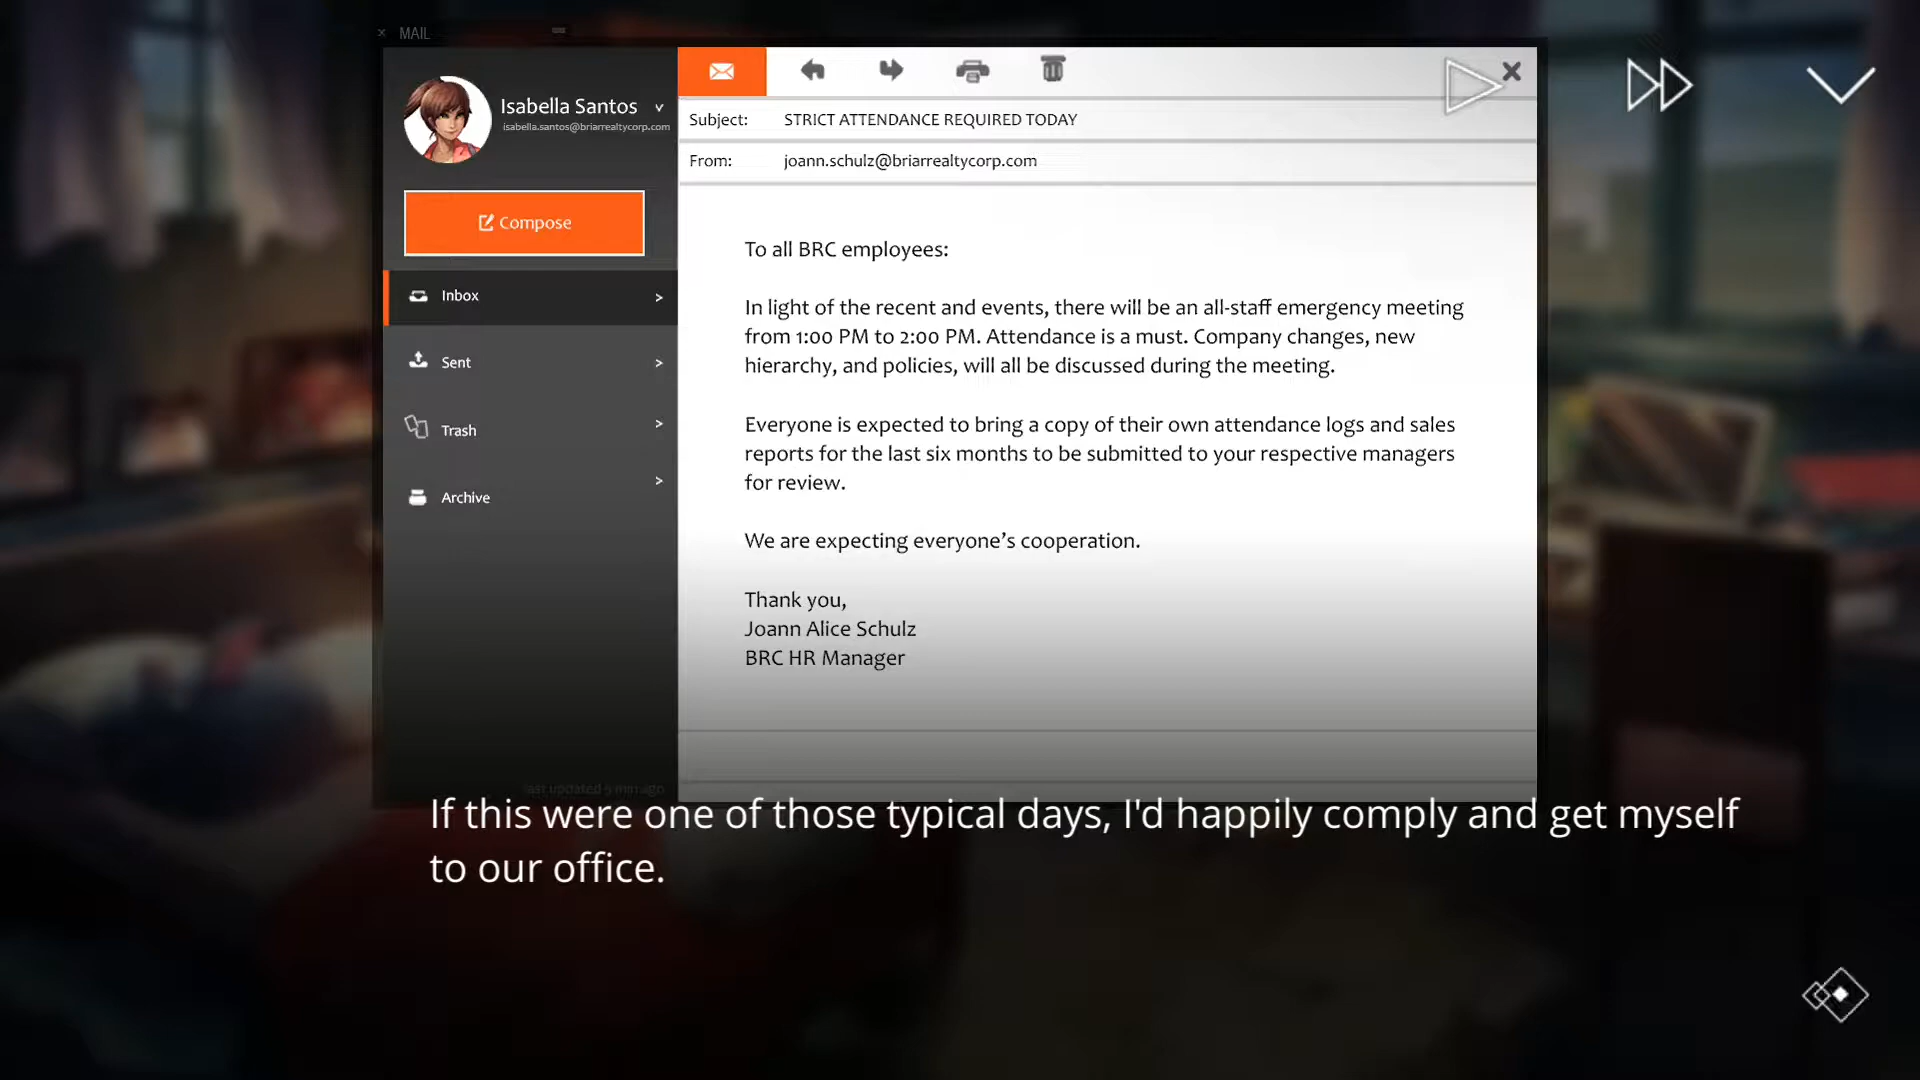 MAIL
Isabella Santos
isabella.santos@briarrealtycorp.com
Compose
Inbox
Sent
Trash
Archive
last updated 9 min ago
Subject: STRICT ATTENDANCE REQUIRED TODAY
From: joann.schulz@briarrealtycorp.com
To all BRC employees:
In light of the recent and events, there will be an all-staff emergency meeting
from 1:00 PM to 2:00 PM. Attendance is a must. Company changes, new
hierarchy, and policies, will all be discussed during the meeting.
Everyone is expected to bring a copy of their own attendance logs and sales
reports for the last six months to be submitted to your respective managers
for review.
We are expecting everyone’s cooperation.
Thank you,
Joann Alice Schulz
BRC HR Manager
If this were one of those typical days, I'd happily comply and get myself
to our office.